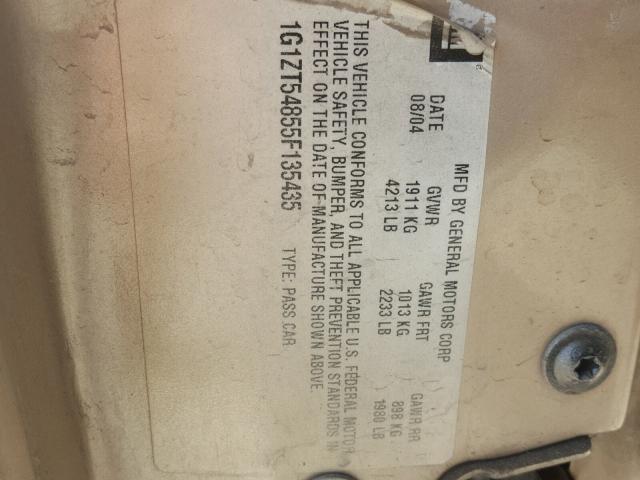 GM
MFD BY GENERAL MOTORS CORP
DATE GVWR GAWR FRT GAWR RR
08/04 1911 KG 1013 KG 898 KG
4213 LB 2233 LB 1980 LB
THIS VEHICLE CONFORMS TO ALL APPLICABLE U.S. FEDERAL MOTOR
VEHICLE SAFETY, BUMPER, AND THEFT PREVENTION STANDARDS IN
EFFECT ON THE DATE OF MANUFACTURE SHOWN ABOVE.
1G1ZT54855F135435 TYPE: PASS CAR